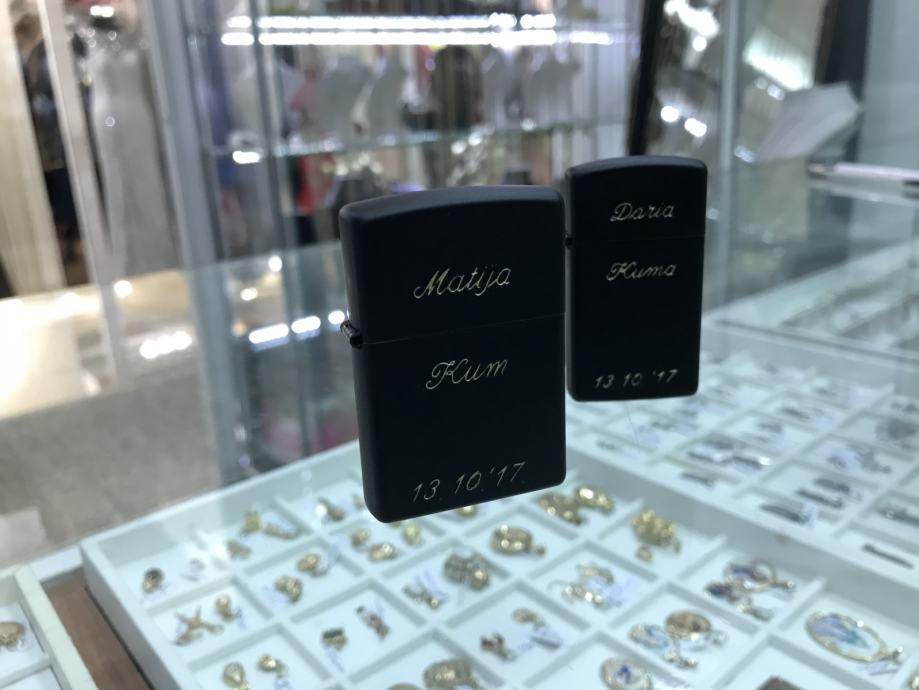 Matija
Kum
13.10.'17.
Daria
Kuma
13 10 '17